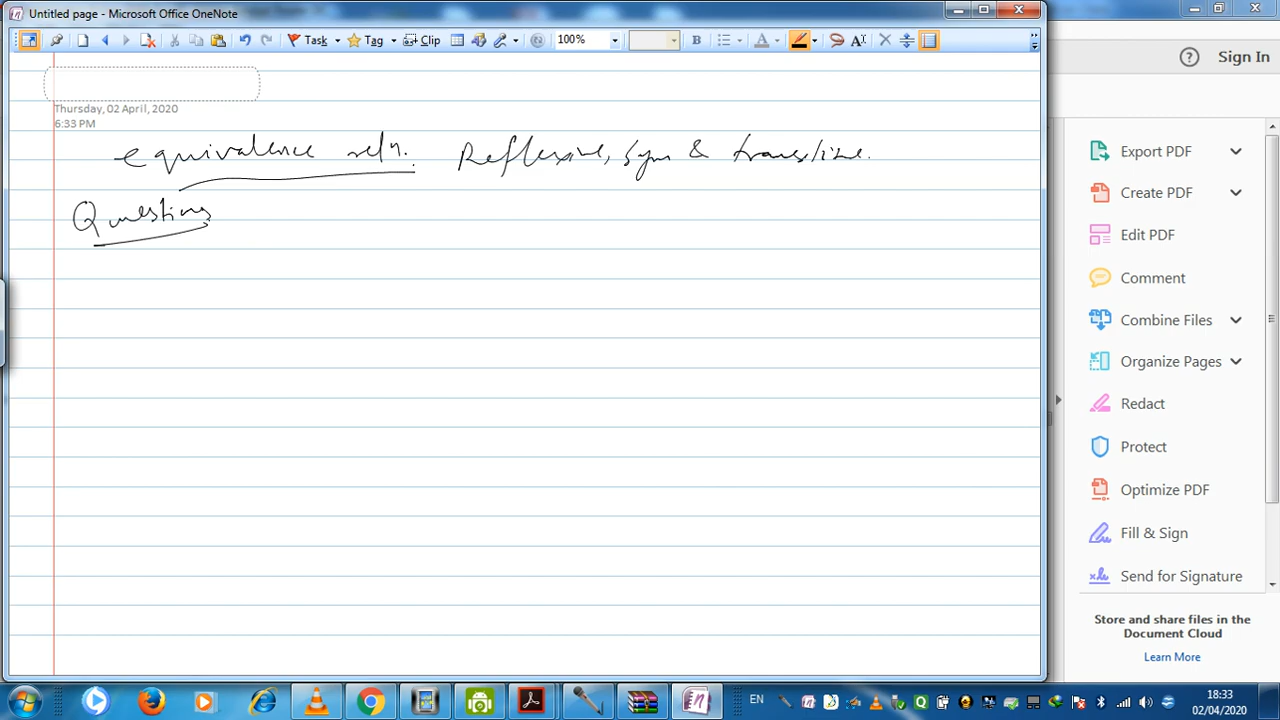 Untitled page - Microsoft Office OneNote
Task Tag Clip 100% B A
Thursday, 02 April, 2020
6:33 PM
equivalence reln. Reflexive, Sym & transitive.
Questions
Sign In
Export PDF
Create PDF
Edit PDF
Comment
Combine Files
Organize Pages
Redact
Protect
Optimize PDF
Fill & Sign
Send for Signature
Store and share files in the
Document Cloud
Learn More
EN
18:33
02/04/2020